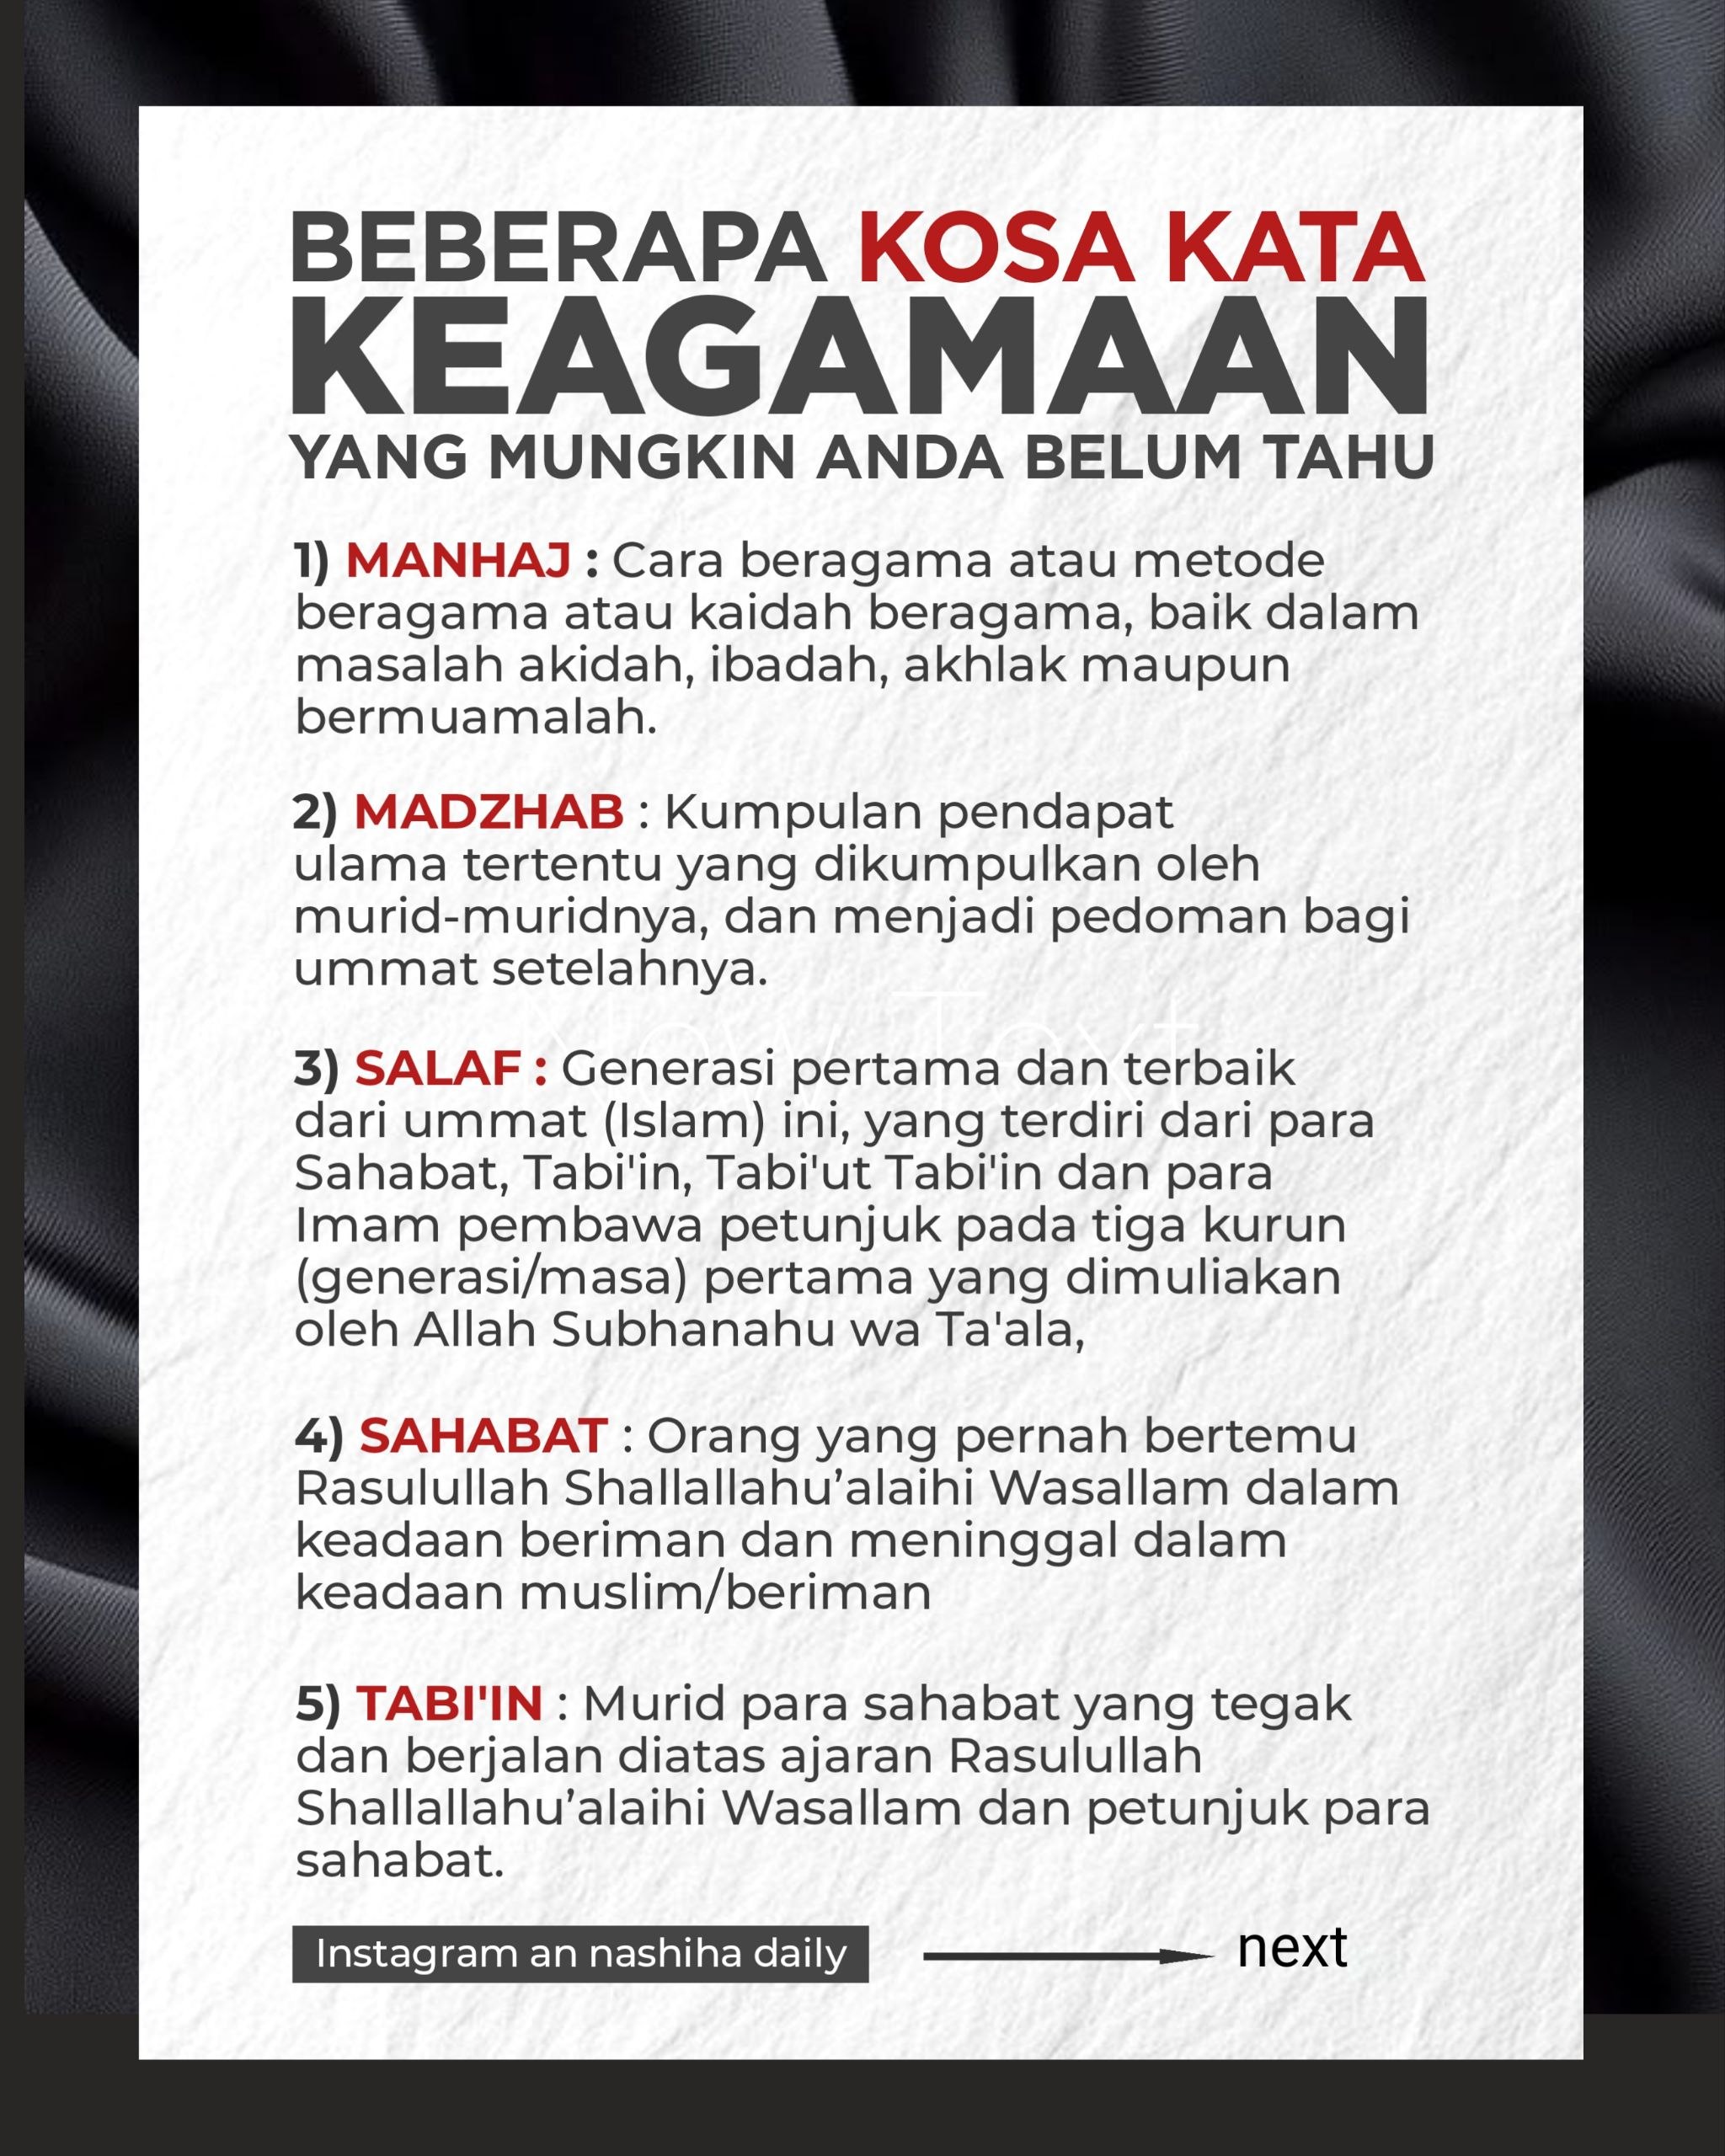 BEBERAPA KOSA KATA
KEAGAMAAN
YANG MUNGKIN ANDA BELUM TAHU
1) MANHAJ : Cara beragama atau metode
beragama atau kaidah beragama, baik dalam
masalah akidah, ibadah, akhlak maupun
bermuamalah.
2) MADZHAB : Kumpulan pendapat
ulama tertentu yang dikumpulkan oleh
murid-muridnya, dan menjadi pedoman bagi
ummat setelahnya.
New Text
3) SALAF : Generasi pertama dan terbaik
dari ummat (Islam) ini, yang terdiri dari para
Sahabat, Tabi'in, Tabi'ut Tabi'in dan para
Imam pembawa petunjuk pada tiga kurun
(generasi/masa) pertama yang dimuliakan
oleh Allah Subhanahu wa Ta'ala,
4) SAHABAT : Orang yang pernah bertemu
Rasulullah Shallallahu’alaihi Wasallam dalam
keadaan beriman dan meninggal dalam
keadaan muslim/beriman
5) TABI'IN : Murid para sahabat yang tegak
dan berjalan diatas ajaran Rasulullah
Shallallahu’alaihi Wasallam dan petunjuk para
sahabat.
Instagram an nashiha daily
next